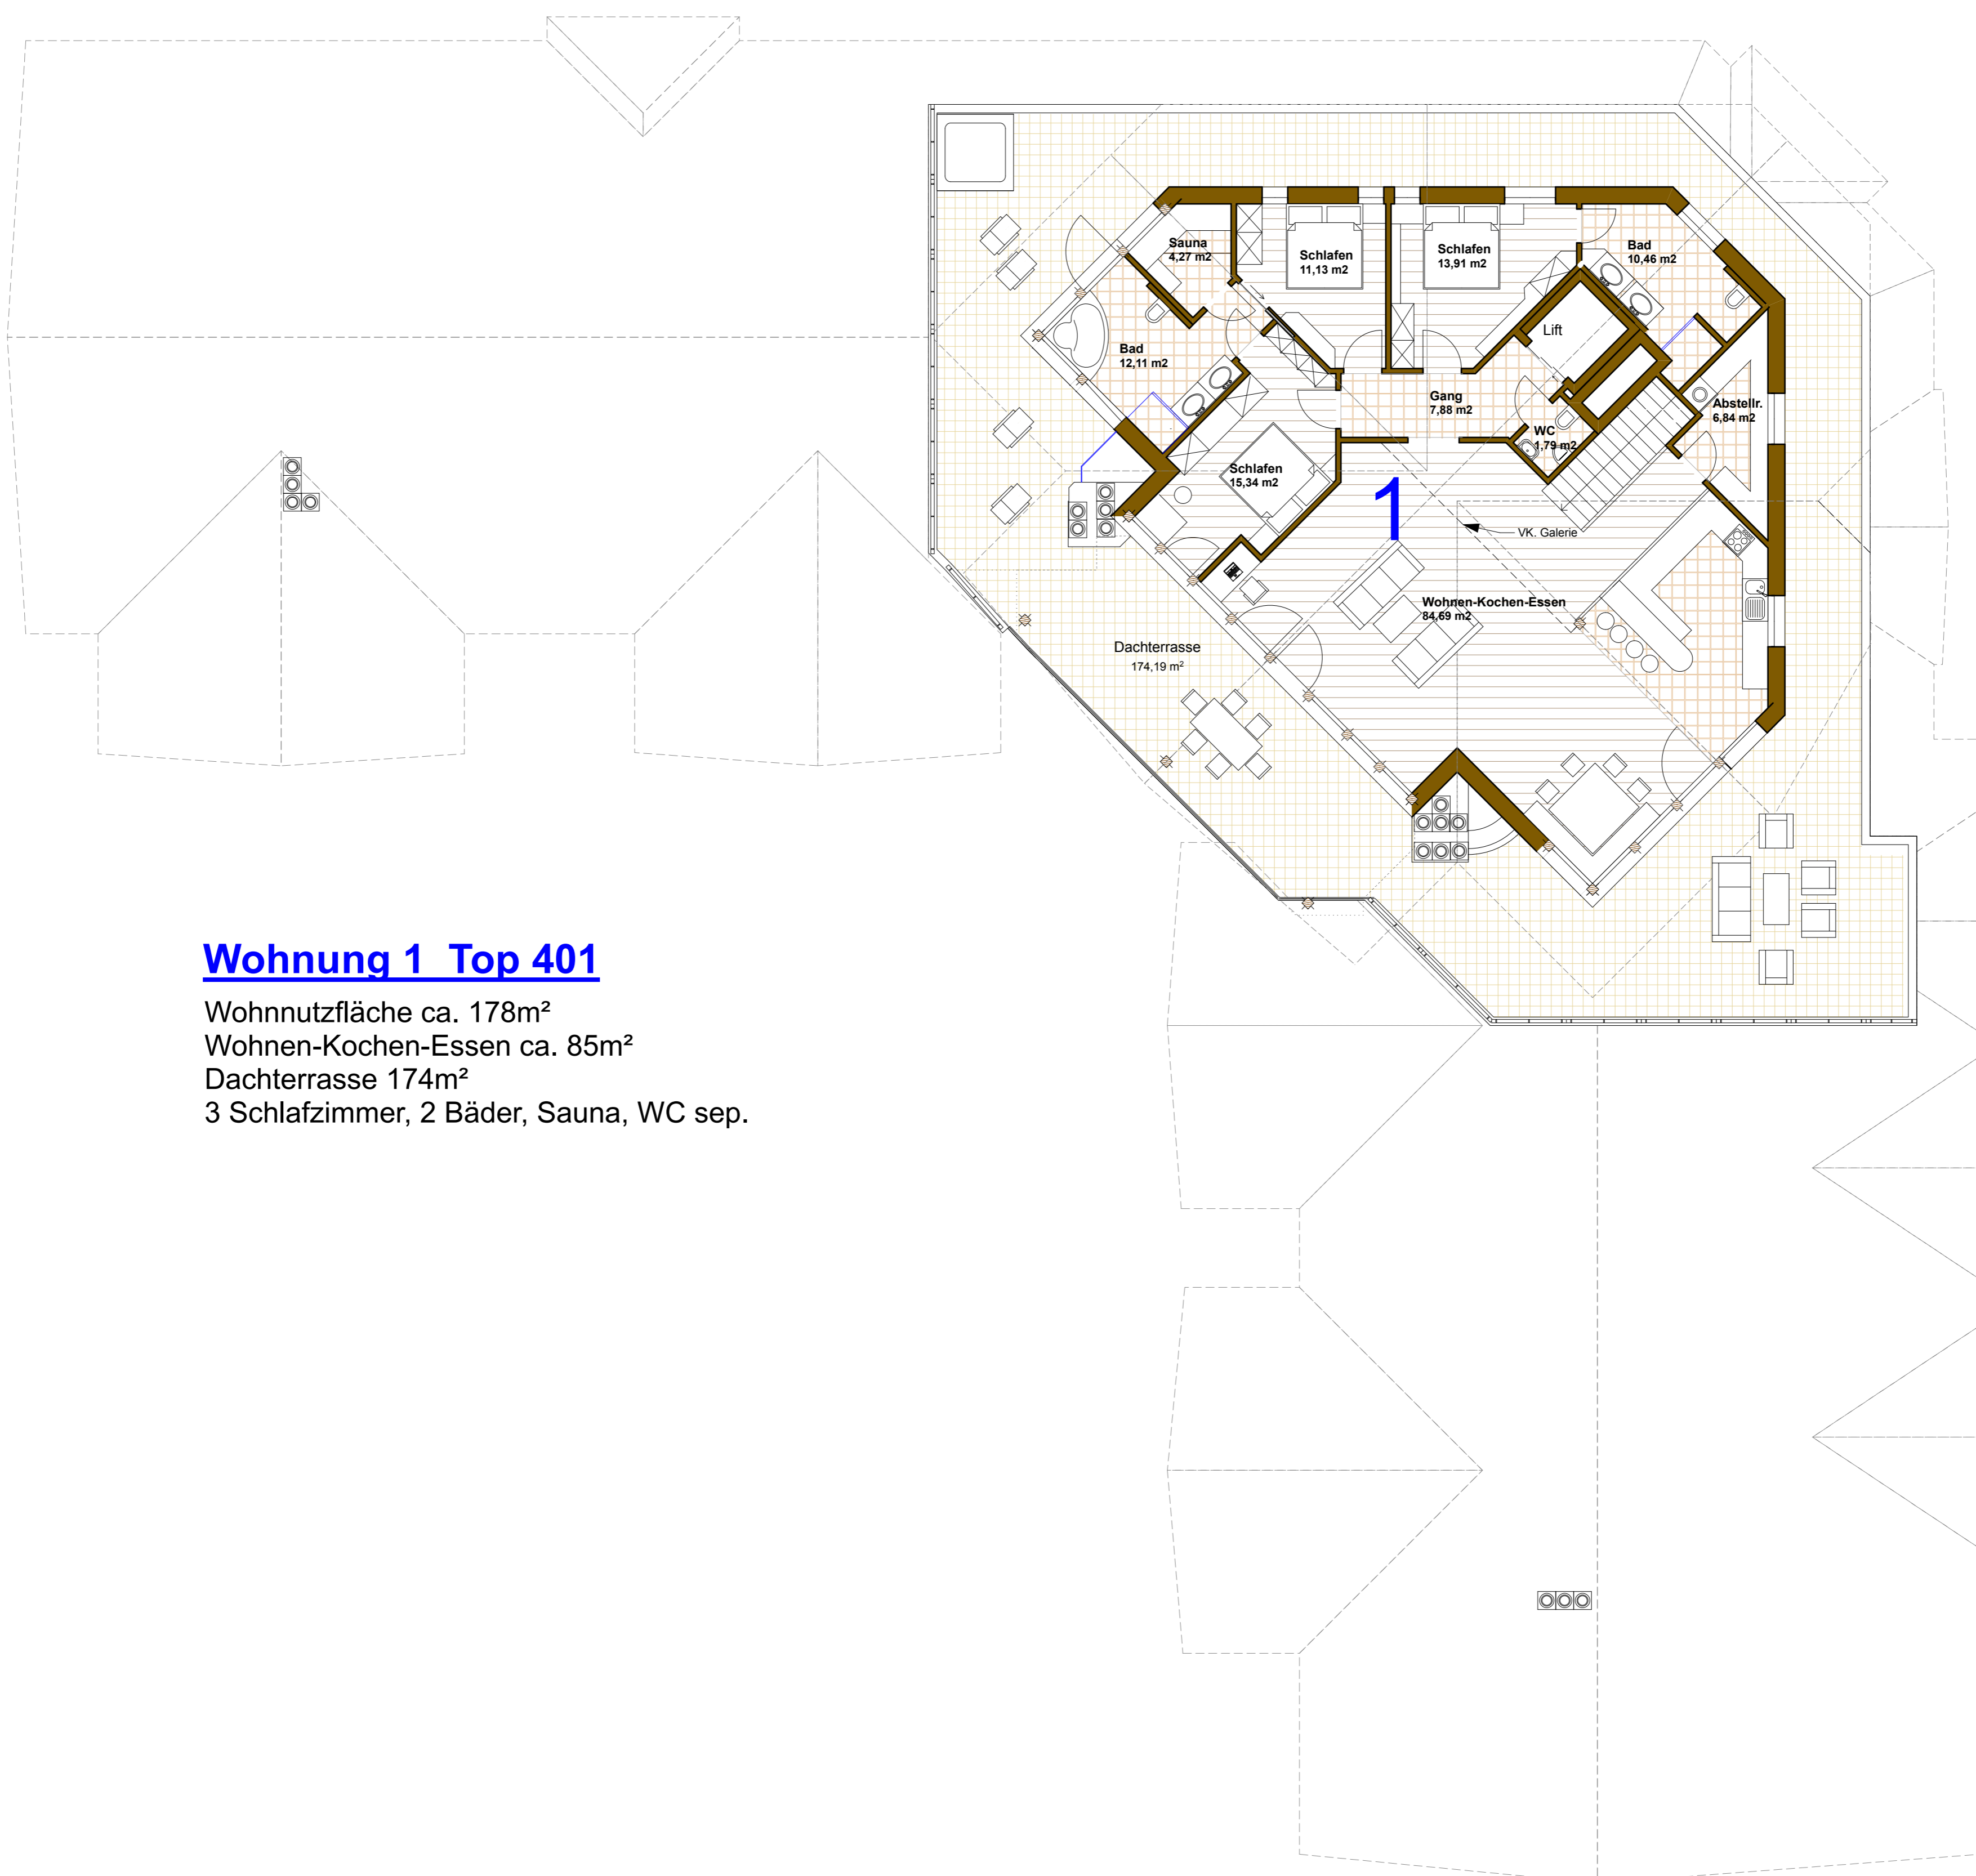 Sauna
4,27 m2
Schlafen
11,13 m2
Schlafen
13,91 m2
Bad
10,46 m2
Lift
Bad
12,11 m2
Gang
7,88 m2
Abstellr.
6,84 m2
WC
1,79 m2
Schlafen
15,34 m2
1
VK. Galerie
Wohnen-Kochen-Essen
84,69 m2
Dachterrasse
174,19 m²
Wohnung 1 Top 401
Wohnnutzfläche ca. 178m²
Wohnen-Kochen-Essen ca. 85m²
Dachterrasse 174m²
3 Schlafzimmer, 2 Bäder, Sauna, WC sep.